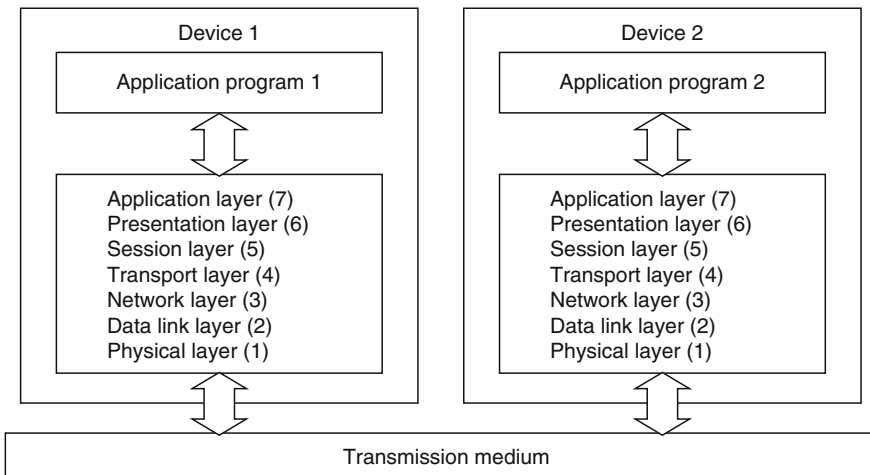 Device 1
Application program 1
Application layer (7)
Presentation layer (6)
Session layer (5)
Transport layer (4)
Network layer (3)
Data link layer (2)
Physical layer (1)
Device 2
Application program 2
Application layer (7)
Presentation layer (6)
Session layer (5)
Transport layer (4)
Network layer (3)
Data link layer (2)
Physical layer (1)
Transmission medium